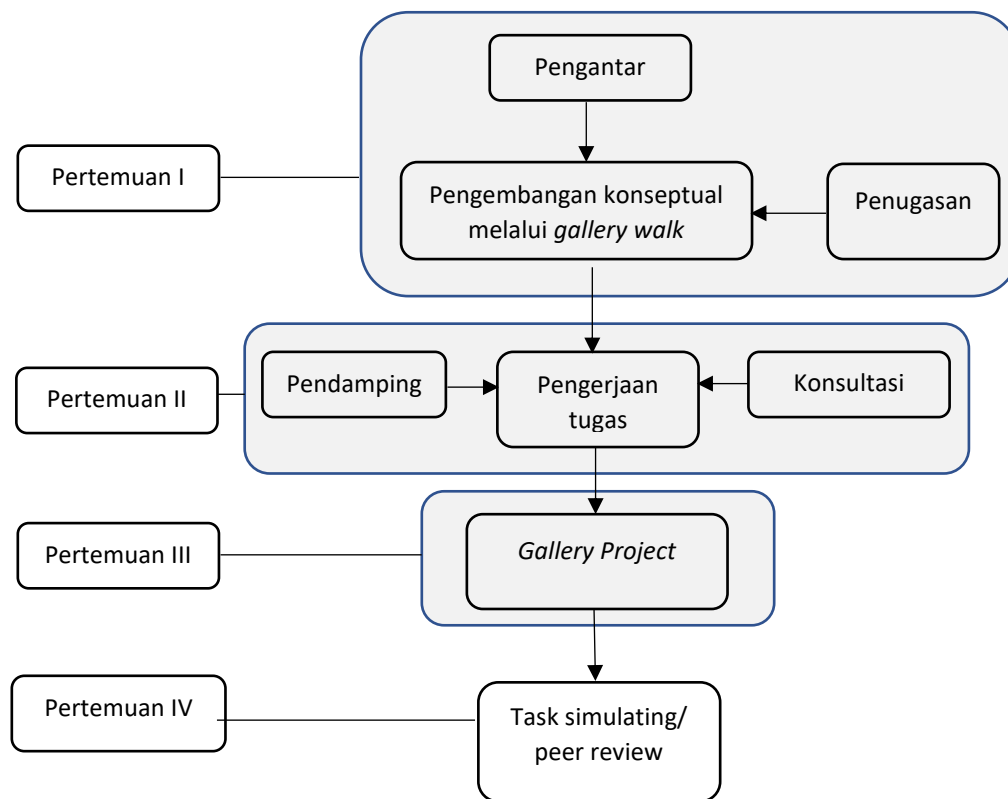 Pengantar
Pertemuan I
Pengembangan konseptual
melalui gallery walk
Penugasan
Pertemuan II
Pendamping
Pengerjaan
tugas
Konsultasi
Pertemuan III
Gallery Project
Pertemuan IV
Task simulating/
peer review